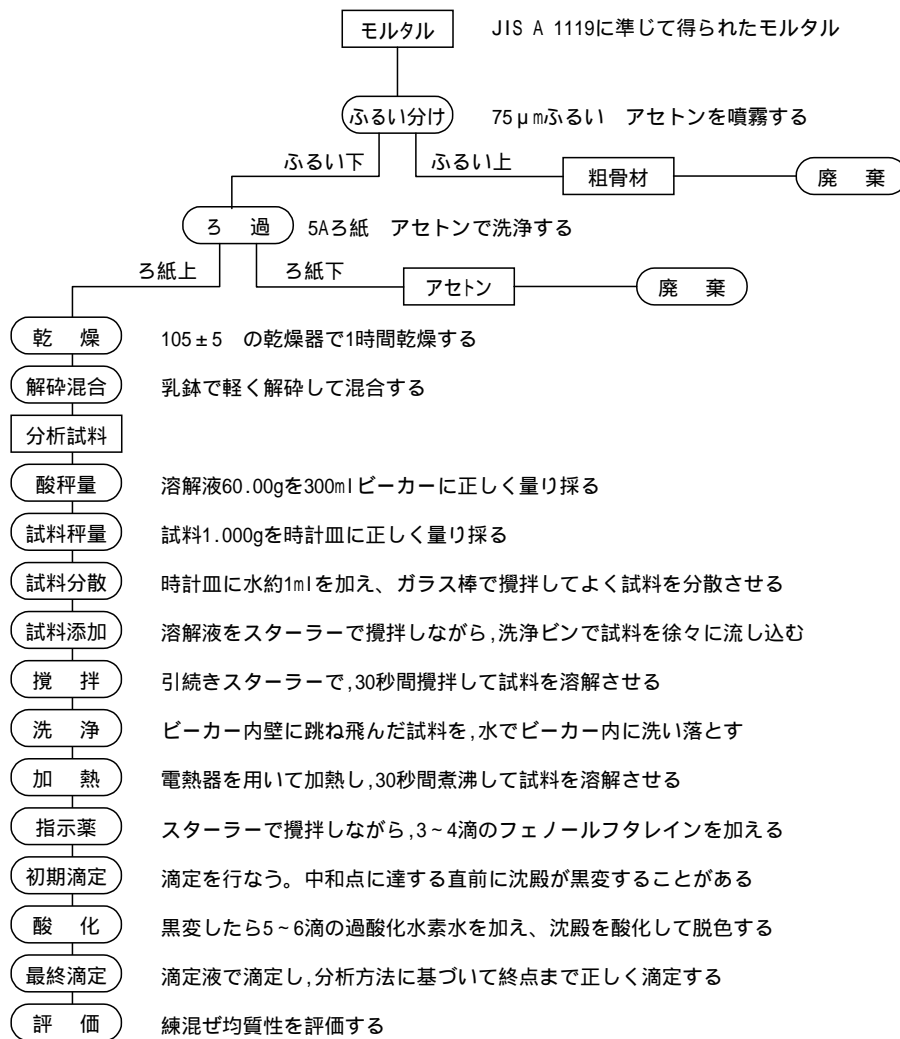 モルタル JIS A 1119に準じて得られたモルタル
ふるい分け 75μmふるい アセトンを噴霧する
ふるい下 ふるい上 粗骨材 廃 棄
ろ 過 5Aろ紙 アセトンで洗浄する
ろ紙上 ろ紙下 アセトン 廃 棄
乾 燥 105±5 の乾燥器で1時間乾燥する
解砕混合 乳鉢で軽く解砕して混合する
分析試料
酸秤量 溶解液60.00gを300mlビーカーに正しく量り採る
試料秤量 試料1.000gを時計皿に正しく量り採る
試料分散 時計皿に水約1mlを加え、ガラス棒で攪拌してよく試料を分散させる
試料添加 溶解液をスターラーで攪拌しながら,洗浄ビンで試料を徐々に流し込む
撹 拌 引続きスターラーで,30秒間攪拌して試料を溶解させる
洗 浄 ビーカー内壁に跳ね飛んだ試料を,水でビーカー内に洗い落とす
加 熱 電熱器を用いて加熱し,30秒間煮沸して試料を溶解させる
指示薬 スターラーで攪拌しながら,3~4滴のフェノールフタレインを加える
初期滴定 滴定を行なう。中和点に達する直前に沈殿が黒変することがある
酸 化 黒変したら5~6滴の過酸化水素水を加え、沈殿を酸化して脱色する
最終滴定 滴定液で滴定し,分析方法に基づいて終点まで正しく滴定する
評 価 練混ぜ均質性を評価する